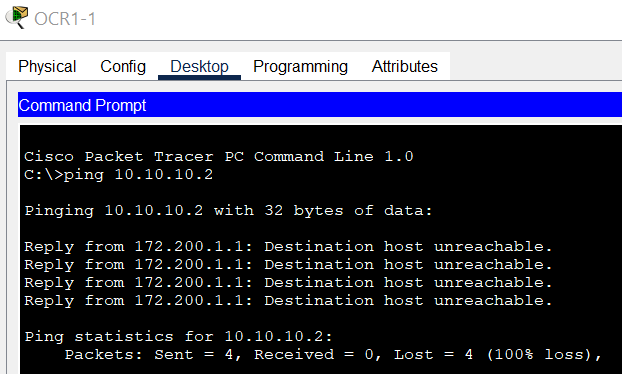 OCR1-1
Physical Config Desktop Programming Attributes
Command Prompt
Cisco Packet Tracer PC Command Line 1.0
C:\>ping 10.10.10.2
Pinging 10.10.10.2 with 32 bytes of data:
Reply from 172.200.1.1: Destination host unreachable.
Reply from 172.200.1.1: Destination host unreachable.
Reply from 172.200.1.1: Destination host unreachable.
Reply from 172.200.1.1: Destination host unreachable.
Ping statistics for 10.10.10.2:
Packets: Sent = 4, Received = 0, Lost = 4 (100% loss),